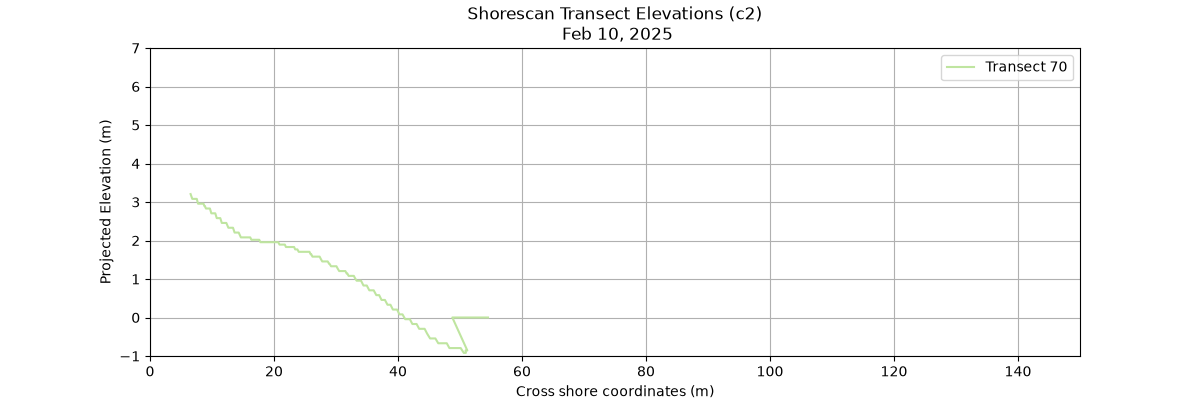 Shorescan Transect Elevations (c2)
Feb 10, 2025
Transect 70
Projected Elevation (m)
7
6
5
4
3
2
1
0
−1
0 20 40 60 80 100 120 140
Cross shore coordinates (m)